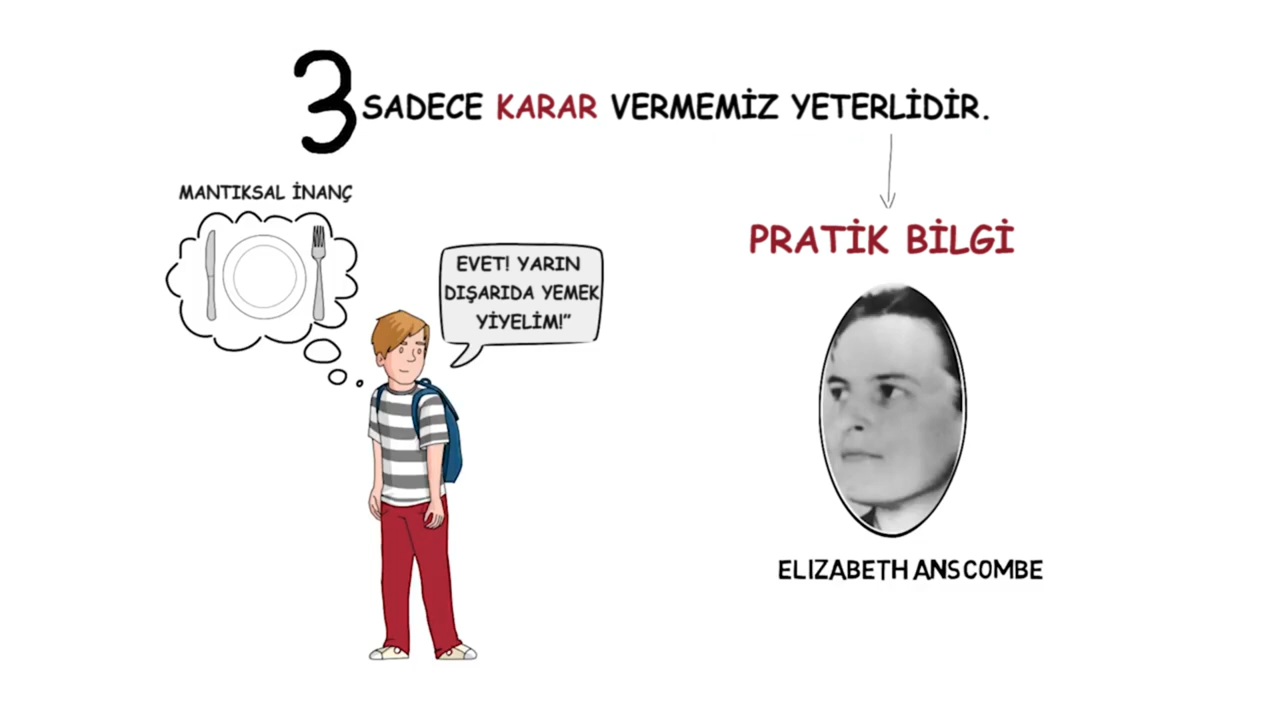 3 SADECE KARAR VERMEMİZ YETERLİDİR.
MANTIKSAL İNANÇ
EVET! YARIN
DIŞARIDA YEMEK
YİYELİM!”
PRATİK BİLGİ
ELIZABETH ANSCOMBE